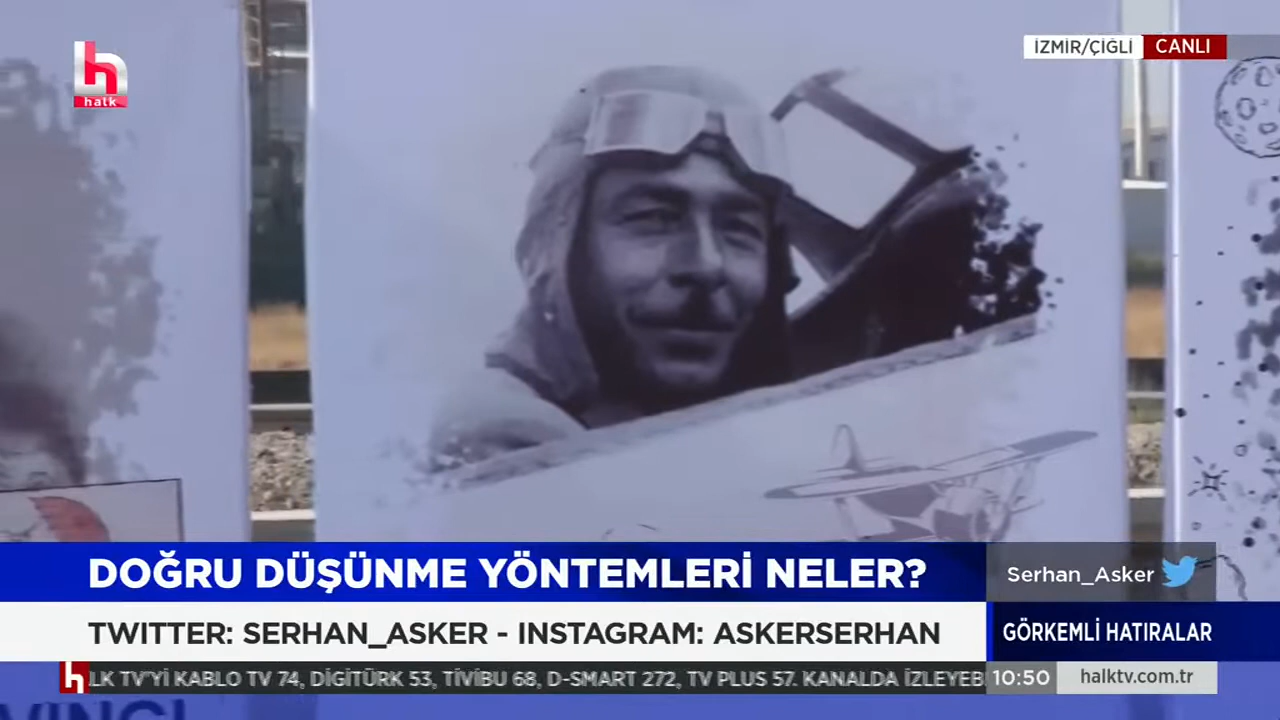 h
halk
İZMİR/ÇİĞLİ CANLI
DOĞRU DÜŞÜNME YÖNTEMLERİ NELER?
Serhan_Asker
TWITTER: SERHAN_ASKER - INSTAGRAM: ASKERSERHAN
GÖRKEMLİ HATIRALAR
h LK TV'Yİ KABLO TV 74, DİGİTÜRK 53, TİVİBU 68, D-SMART 272, TV PLUS 57. KANALDA İZLEYEB 10:50 halktv.com.tr
VINCI